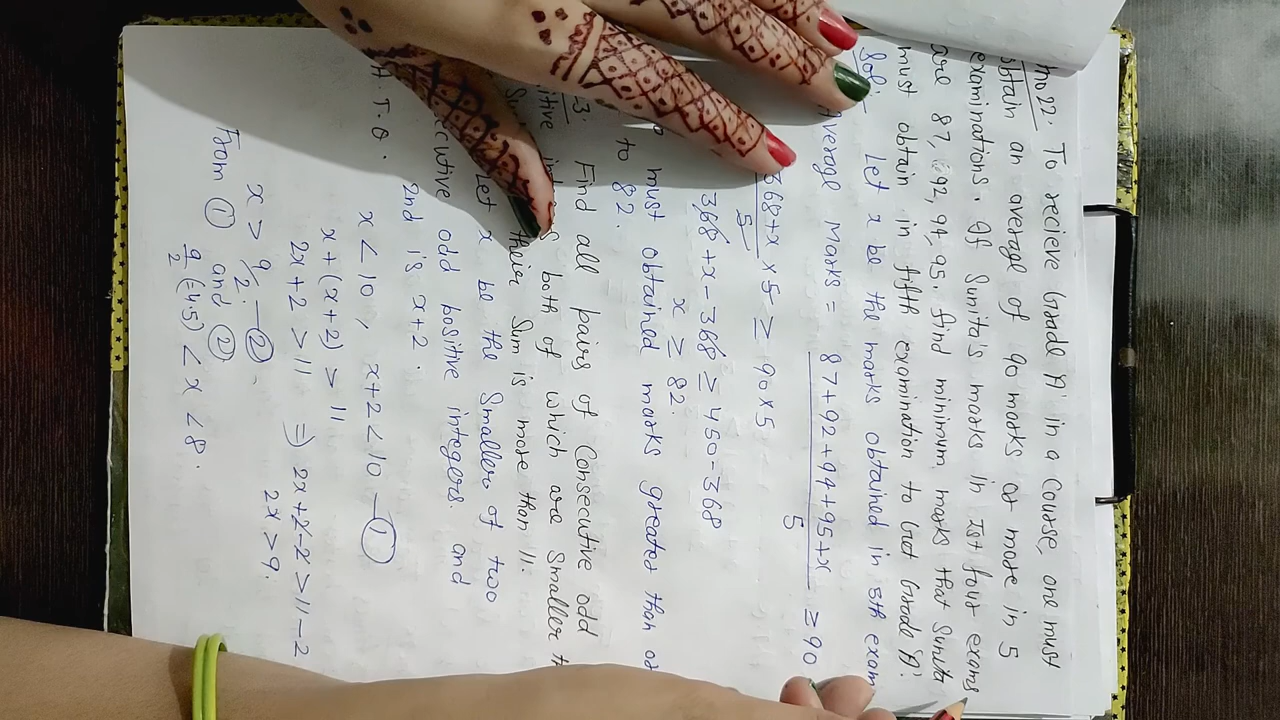 no 22. To recieve Grade 'A' in a Course, one must
obtain an average of 90 marks or more in 5
examinations. If Sunita's marks in Ist four exams
are 87, 92, 94, 95. find minimum marks that Sunita
must obtain in fifth examination to Get Grade 'A'.
Sol Let x be the marks obtained in 5th exam
Average Marks = 87+92+94+95+x / 5 ≥ 90
368+x / 5 × 5 ≥ 90×5
368+x-368 ≥ 450-368
x ≥ 82.
must obtained marks greater than or
to 82.
3. Find all pairs of Consecutive odd
itive both of which are Smaller
their Sum is more than 11.
Let x be the Smaller of two
ecutive odd positive integers. and
2nd is x+2.
A.T.Q.
x < 10, x+2 < 10 — ①
x+(x+2) > 11
2x+2 > 11 ⇒ 2x+2-2 > 11-2
2x > 9.
x > 9/2. — ②
From ① and ②
9/2 (=4.5) < x < 8.